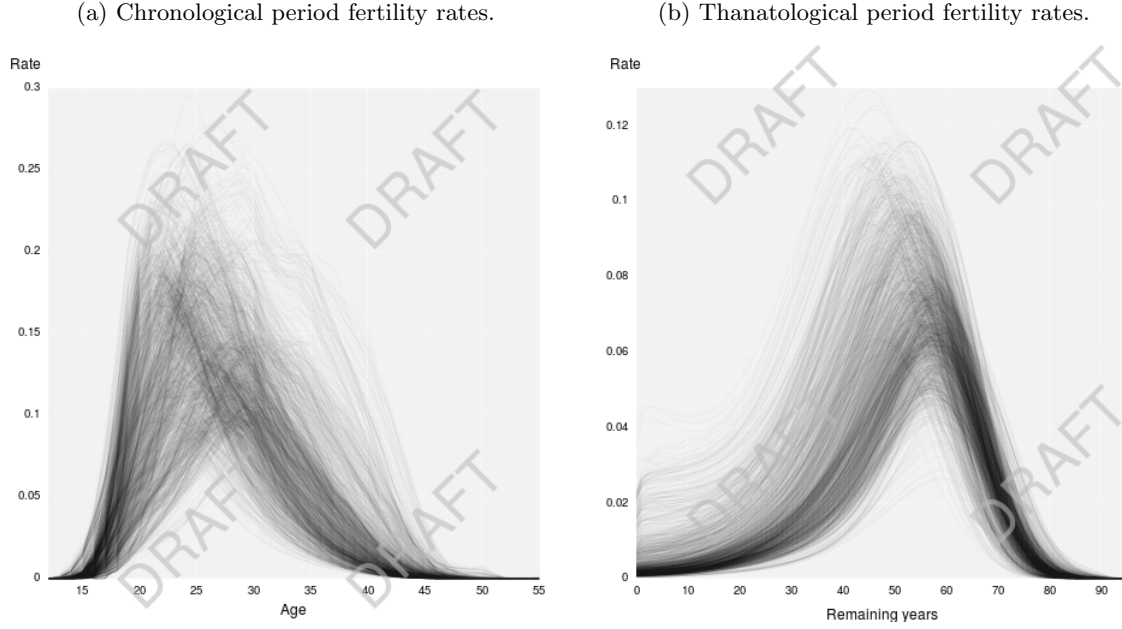 (a) Chronological period fertility rates.
Rate
0.3
0.25
0.2
0.15
0.1
0.05
0
15 20 25 30 35 40 45 50 55
Age
DRAFT
DRAFT
DRAFT
DRAFT
(b) Thanatological period fertility rates.
Rate
0.12
0.1
0.08
0.06
0.04
0.02
0
0 10 20 30 40 50 60 70 80 90
Remaining years
DRAFT
DRAFT
DRAFT
DRAFT